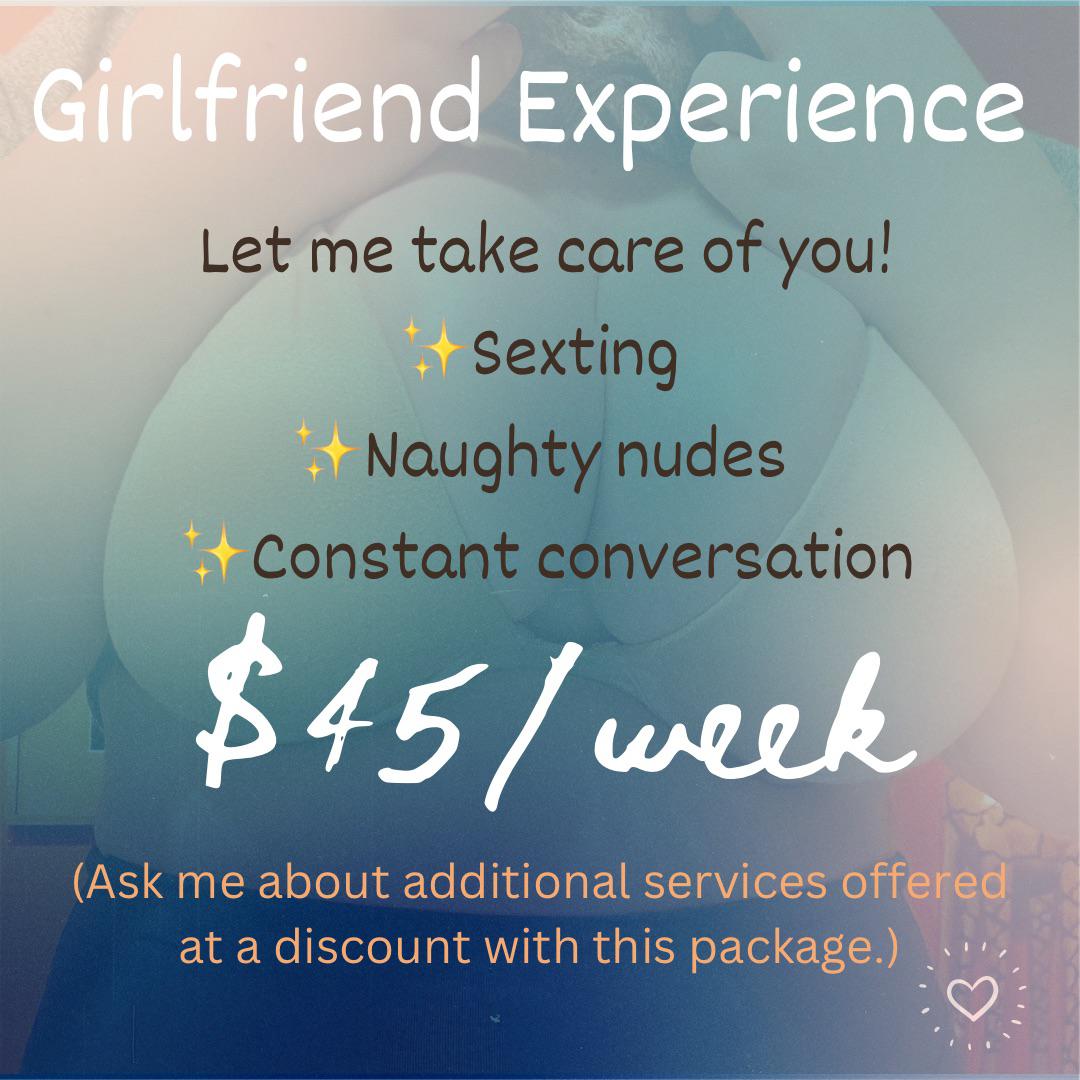 Girlfriend Experience
Let me take care of you!
✨Sexting
✨Naughty nudes
✨Constant conversation
$45/week
(Ask me about additional services offered
at a discount with this package.)